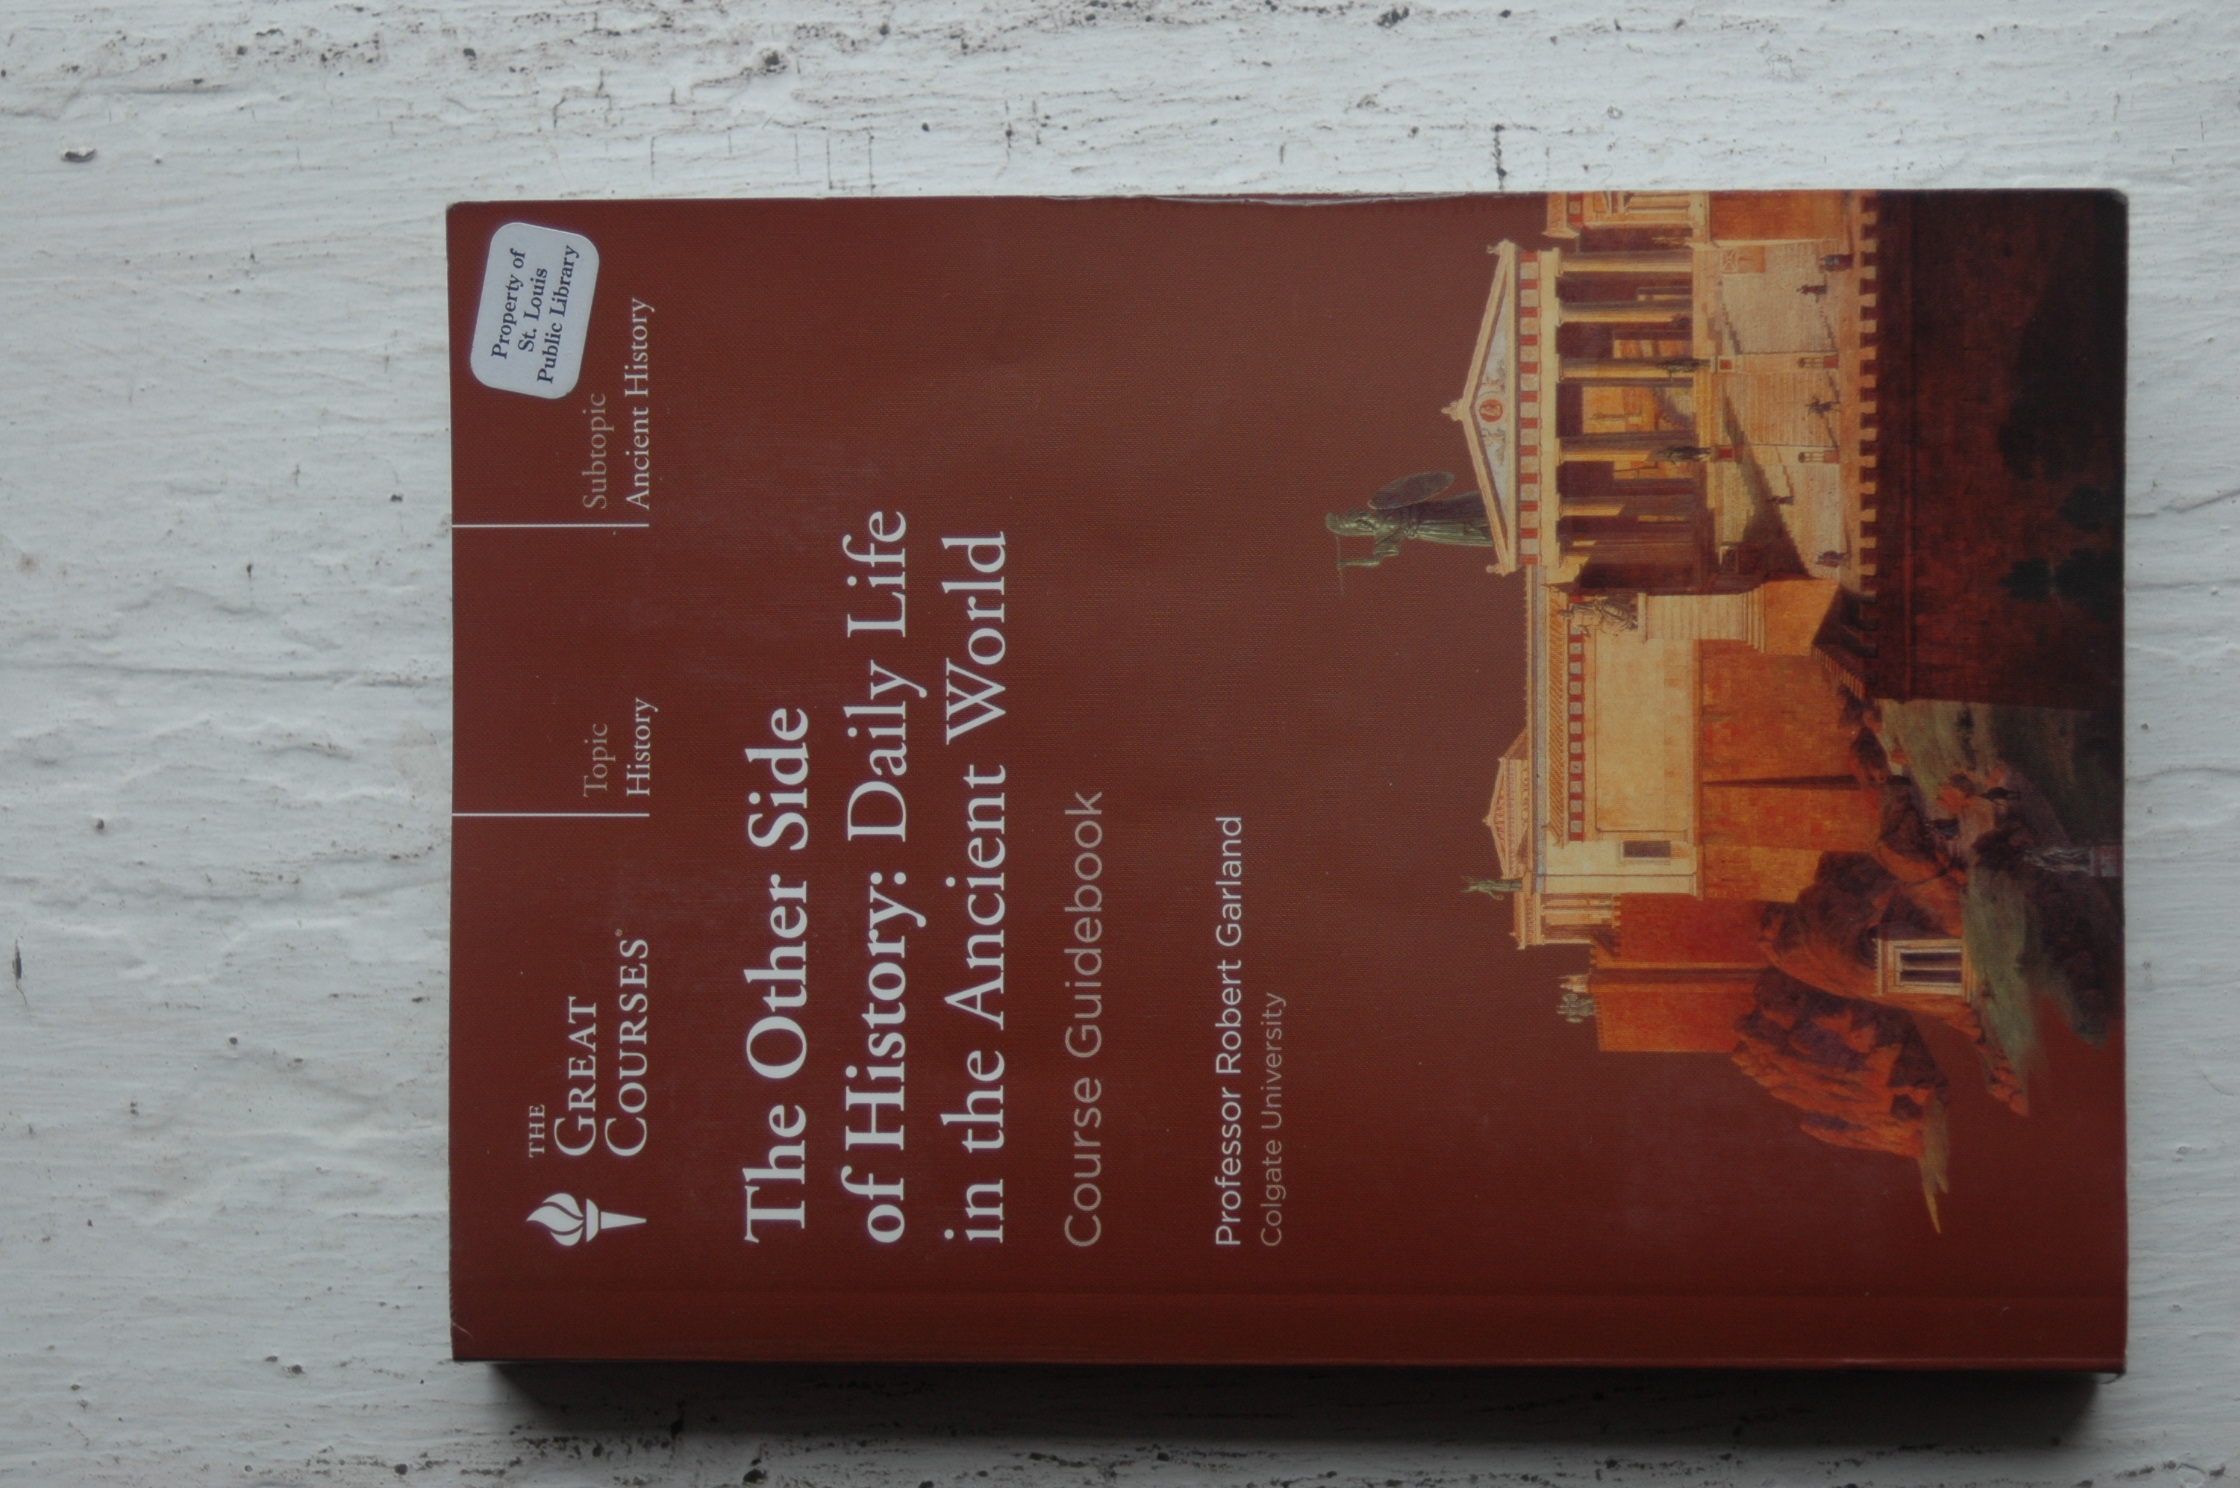 THE
GREAT
COURSES®
Topic
History
Subtopic
Ancient History
Property of
St. Louis
Public Library
The Other Side
of History: Daily Life
in the Ancient World
Course Guidebook
Professor Robert Garland
Colgate University